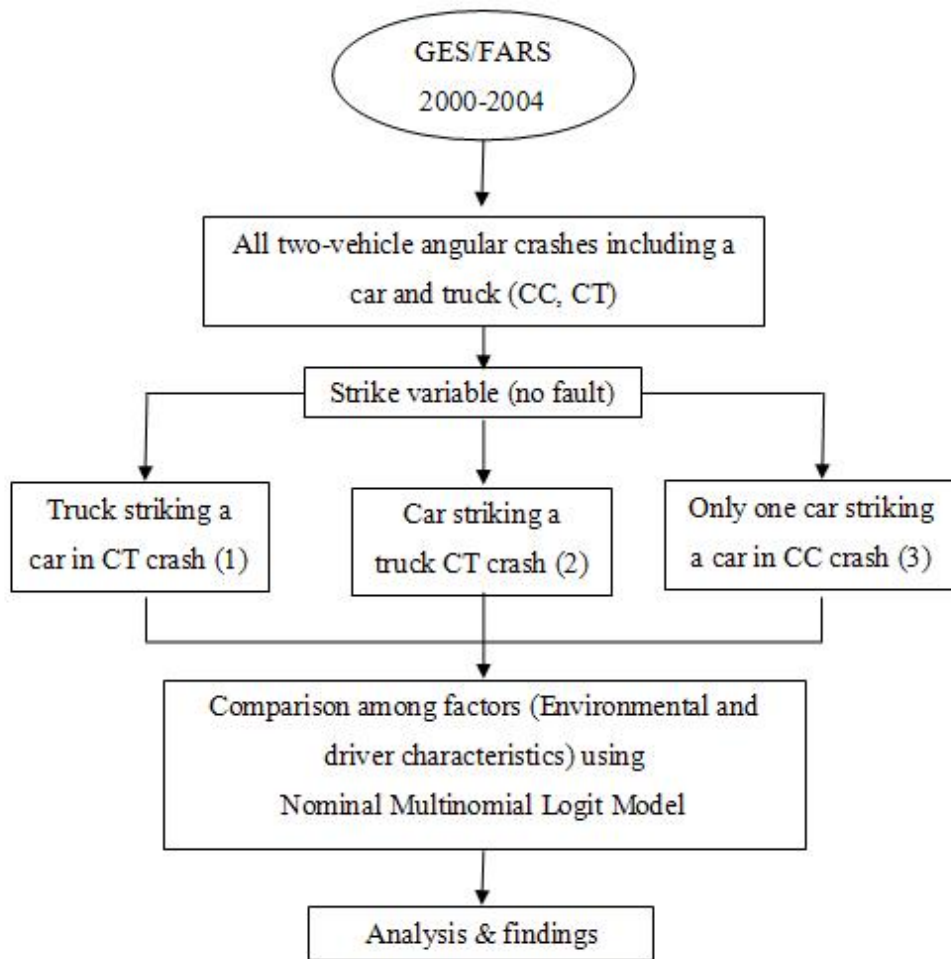 GES/FARS
2000-2004
All two-vehicle angular crashes including a
car and truck (CC, CT)
Strike variable (no fault)
Truck striking a
car in CT crash (1)
Car striking a
truck CT crash (2)
Only one car striking
a car in CC crash (3)
Comparison among factors (Environmental and
driver characteristics) using
Nominal Multinomial Logit Model
Analysis & findings